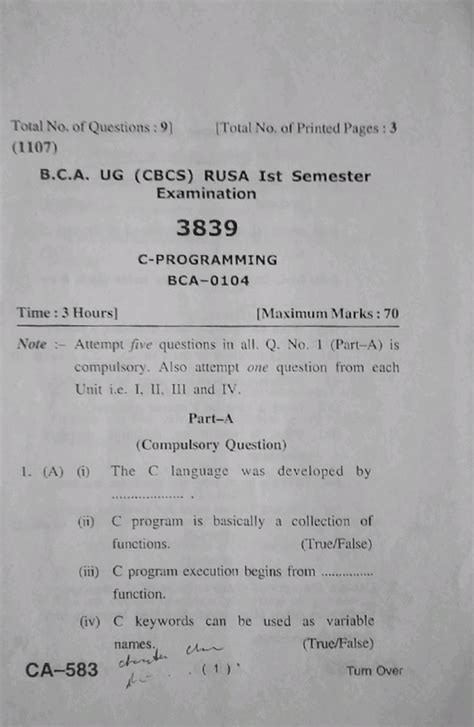 Total No. of Questions : 9] [Total No. of Printed Pages : 3
(1107)
B.C.A. UG (CBCS) RUSA Ist Semester
Examination
3839
C-PROGRAMMING
BCA-0104
Time : 3 Hours] [Maximum Marks : 70
Note :– Attempt five questions in all. Q. No. 1 (Part–A) is
compulsory. Also attempt one question from each
Unit i.e. I, II, III and IV.
Part–A
(Compulsory Question)
1. (A) (i) The C language was developed by
..................... .
(ii) C program is basically a collection of
functions. (True/False)
(iii) C program execution begins from ...............
function.
(iv) C keywords can be used as variable
names. (True/False)
CA–583 (1) Turn Over